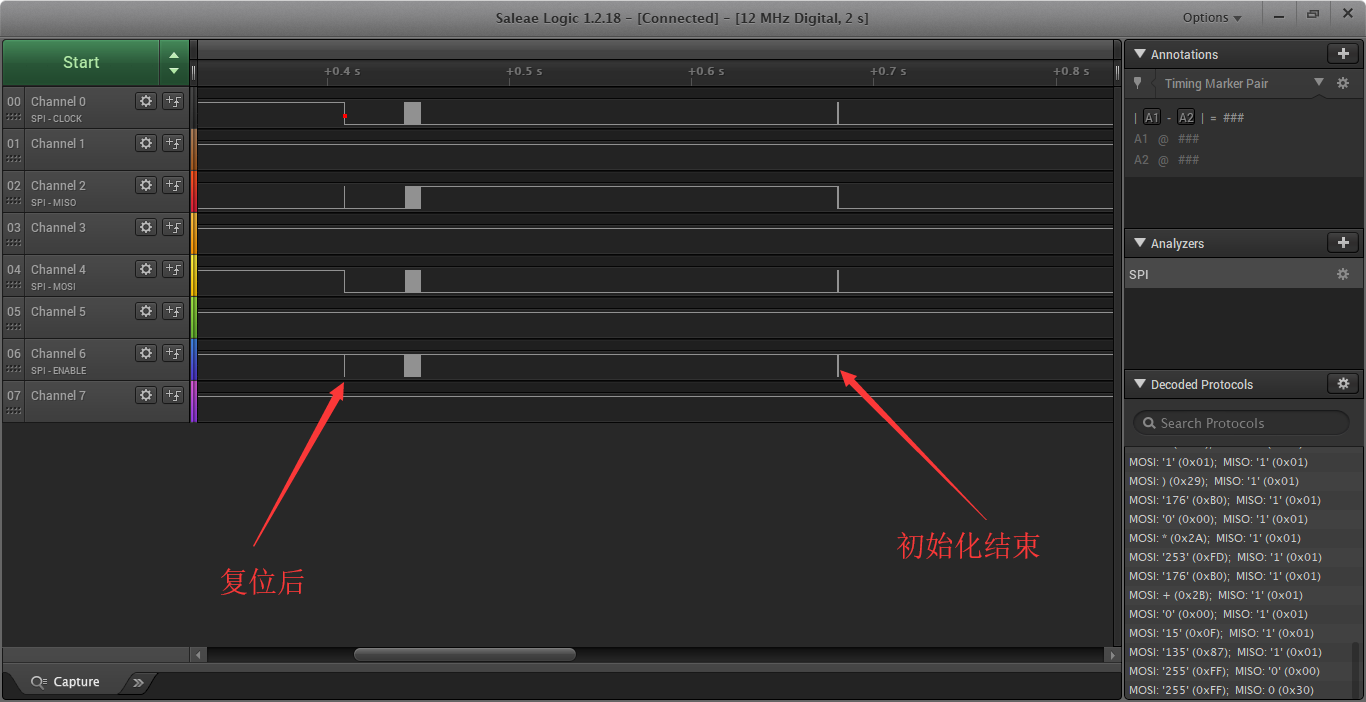 Saleae Logic 1.2.18 - [Connected] - [12 MHz Digital, 2 s]
Options
Start
+0.4 s
+0.5 s
+0.6 s
+0.7 s
+0.8 s
00 Channel 0
SPI - CLOCK
01 Channel 1
02 Channel 2
SPI - MISO
03 Channel 3
04 Channel 4
SPI - MOSI
05 Channel 5
06 Channel 6
SPI - ENABLE
07 Channel 7
复位后
初始化结束
Capture
Annotations
Timing Marker Pair
| A1 - A2 | = ###
A1 @ ###
A2 @ ###
Analyzers
SPI
Decoded Protocols
Search Protocols
MOSI: '1' (0x01); MISO: '1' (0x01)
MOSI: ) (0x29); MISO: '1' (0x01)
MOSI: '176' (0xB0); MISO: '1' (0x01)
MOSI: '0' (0x00); MISO: '1' (0x01)
MOSI: * (0x2A); MISO: '1' (0x01)
MOSI: '253' (0xFD); MISO: '1' (0x01)
MOSI: '176' (0xB0); MISO: '1' (0x01)
MOSI: + (0x2B); MISO: '1' (0x01)
MOSI: '0' (0x00); MISO: '1' (0x01)
MOSI: '15' (0x0F); MISO: '1' (0x01)
MOSI: '135' (0x87); MISO: '1' (0x01)
MOSI: '255' (0xFF); MISO: '0' (0x00)
MOSI: '255' (0xFF); MISO: 0 (0x30)